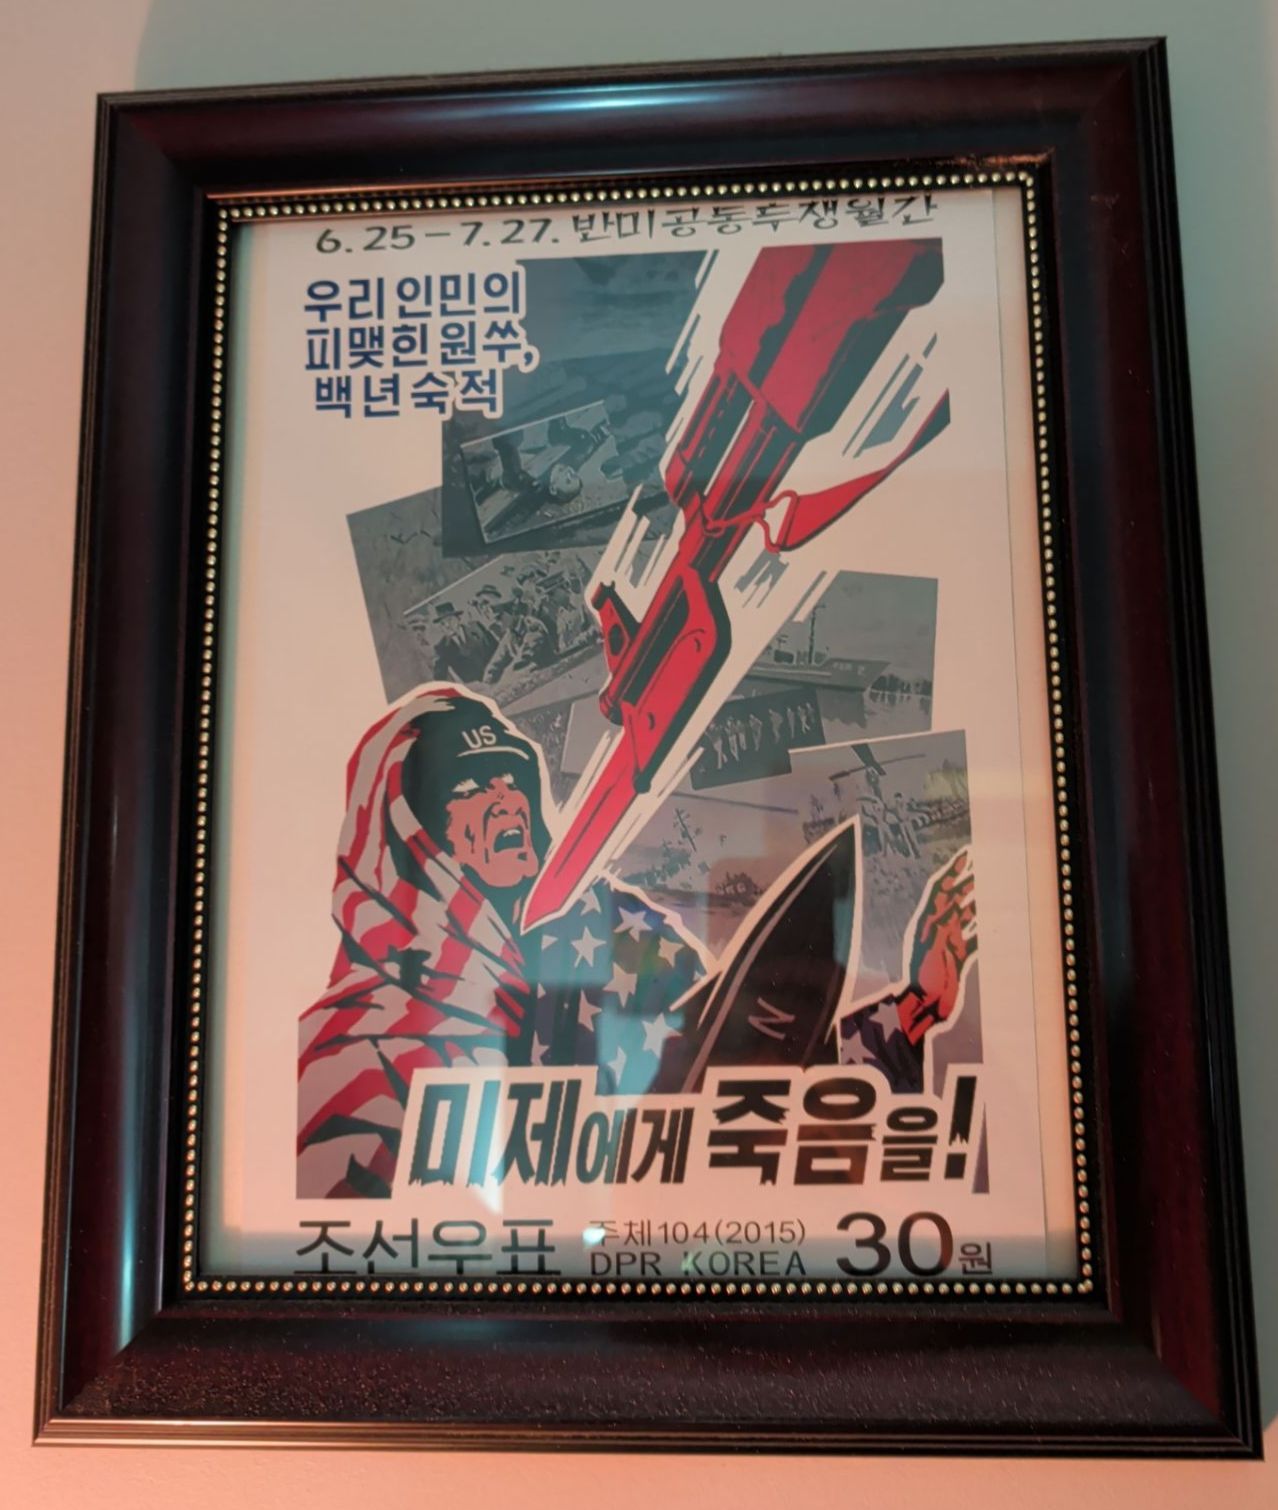 6.25-7.27. 반미공동투쟁월간
우리 인민의
피맺힌 원쑤,
백년숙적
US
미제에게 죽음을!
조선우표 주체104(2015) 30원
DPR KOREA